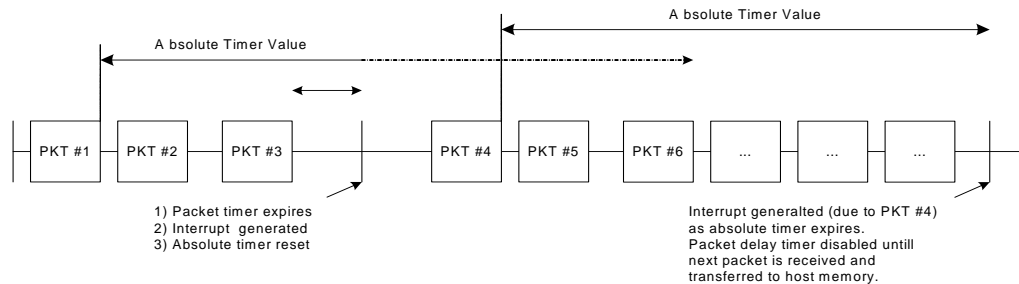 A bsolute Timer Value
A bsolute Timer Value
PKT #1
PKT #2
PKT #3
PKT #4
PKT #5
PKT #6
...
...
...
1) Packet timer expires
2) Interrupt generated
3) Absolute timer reset
Interrupt generalted (due to PKT #4)
as absolute timer expires.
Packet delay timer disabled untill
next packet is received and
transferred to host memory.